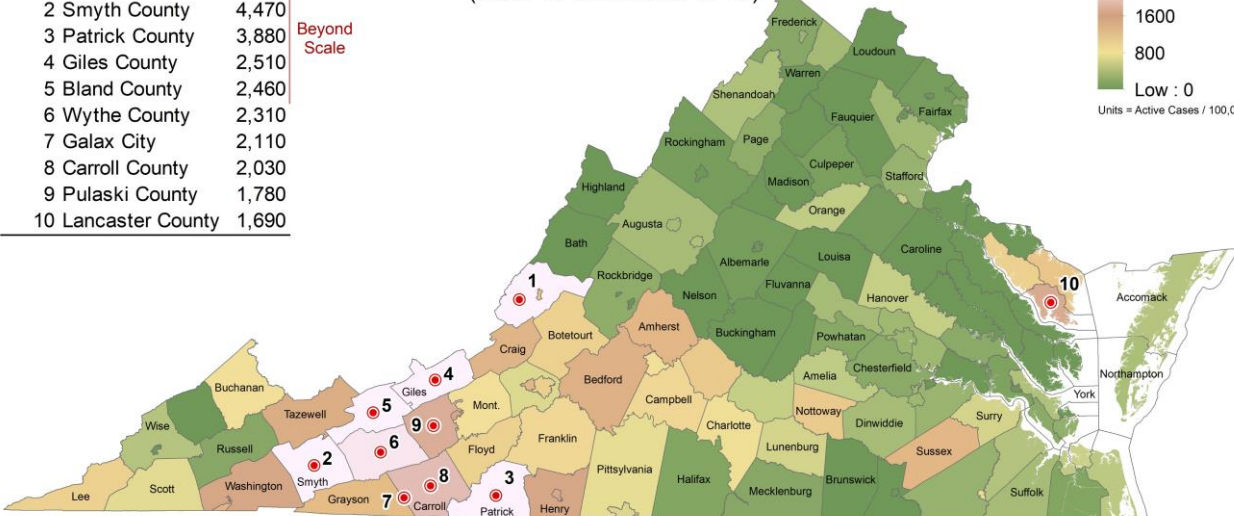 2 Smyth County 4,470
3 Patrick County 3,880
4 Giles County 2,510
5 Bland County 2,460
6 Wythe County 2,310
7 Galax City 2,110
8 Carroll County 2,030
9 Pulaski County 1,780
10 Lancaster County 1,690
Beyond
Scale
1600
800
Low : 0
Units = Active Cases / 100,0
Frederick
Loudoun
Warren
Shenandoah
Fauquier
Fairfax
Rockingham
Page
Culpeper
Stafford
Madison
Highland
Orange
Augusta
Bath
Albemarle
Louisa
Caroline
Rockbridge
1
Fluvanna
10
Nelson
Hanover
Accomack
Amherst
Buckingham
Botetourt
Powhatan
Craig
Chesterfield
Northampton
Giles
4
Bedford
Amelia
Buchanan
York
5
Mont.
Campbell
Tazewell
Nottoway
Surry
Wise
9
Charlotte
Dinwiddie
Franklin
6
Russell
Floyd
Lunenburg
Sussex
2
Pittsylvania
3
Smyth
8
Halifax
Brunswick
Washington
Scott
Mecklenburg
Suffolk
Lee
Grayson
7
Carroll
Patrick
Henry